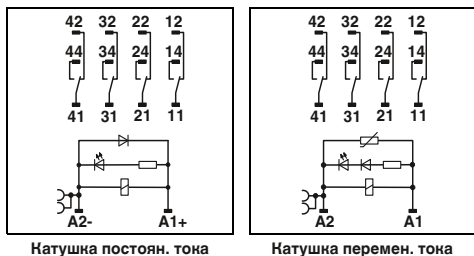 42 32 22 12
44 34 24 14
41 31 21 11
A2- A1+
Катушка постоян. тока
42 32 22 12
44 34 24 14
41 31 21 11
A2 A1
Катушка перемен. тока